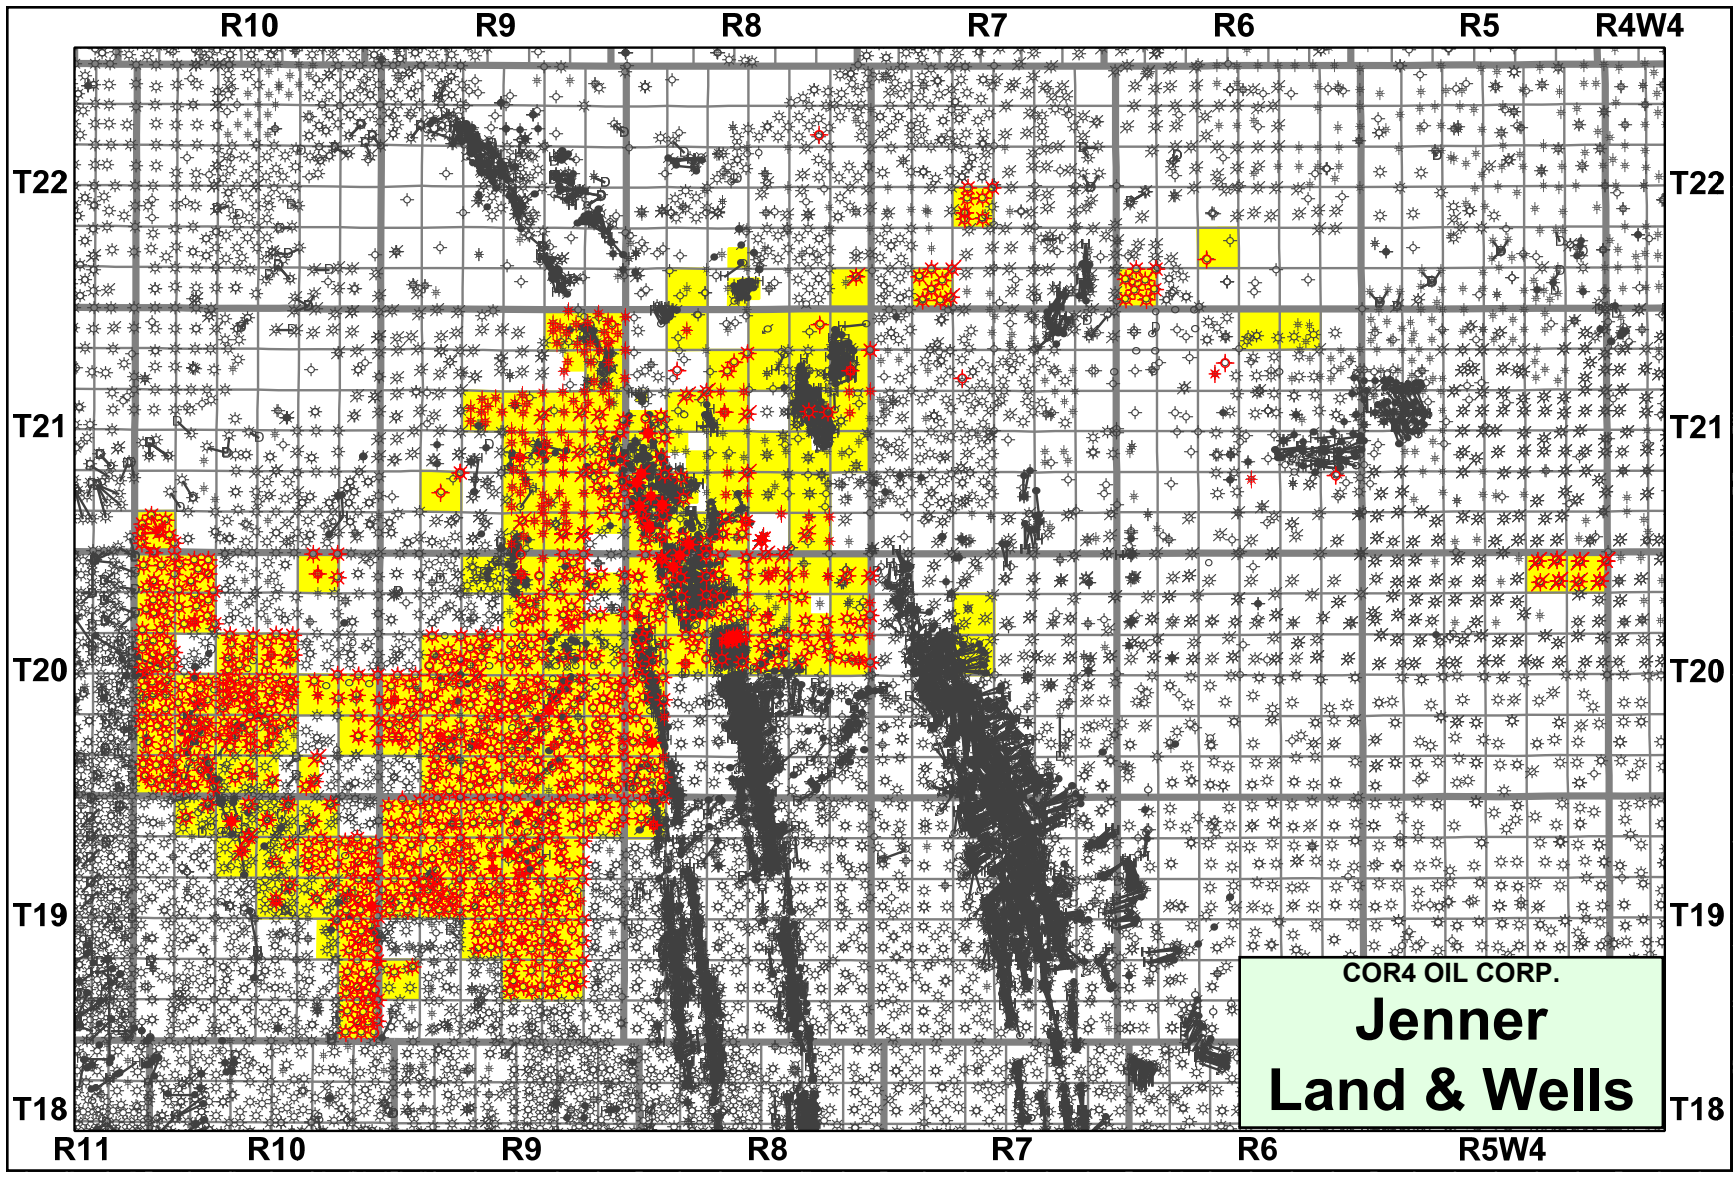 R10 R9 R8 R7 R6 R5 R4W4
T22 T22
T21 T21
T20 T20
T19 T19
COR4 OIL CORP.
Jenner
Land & Wells
T18 T18
R11 R10 R9 R8 R7 R6 R5W4